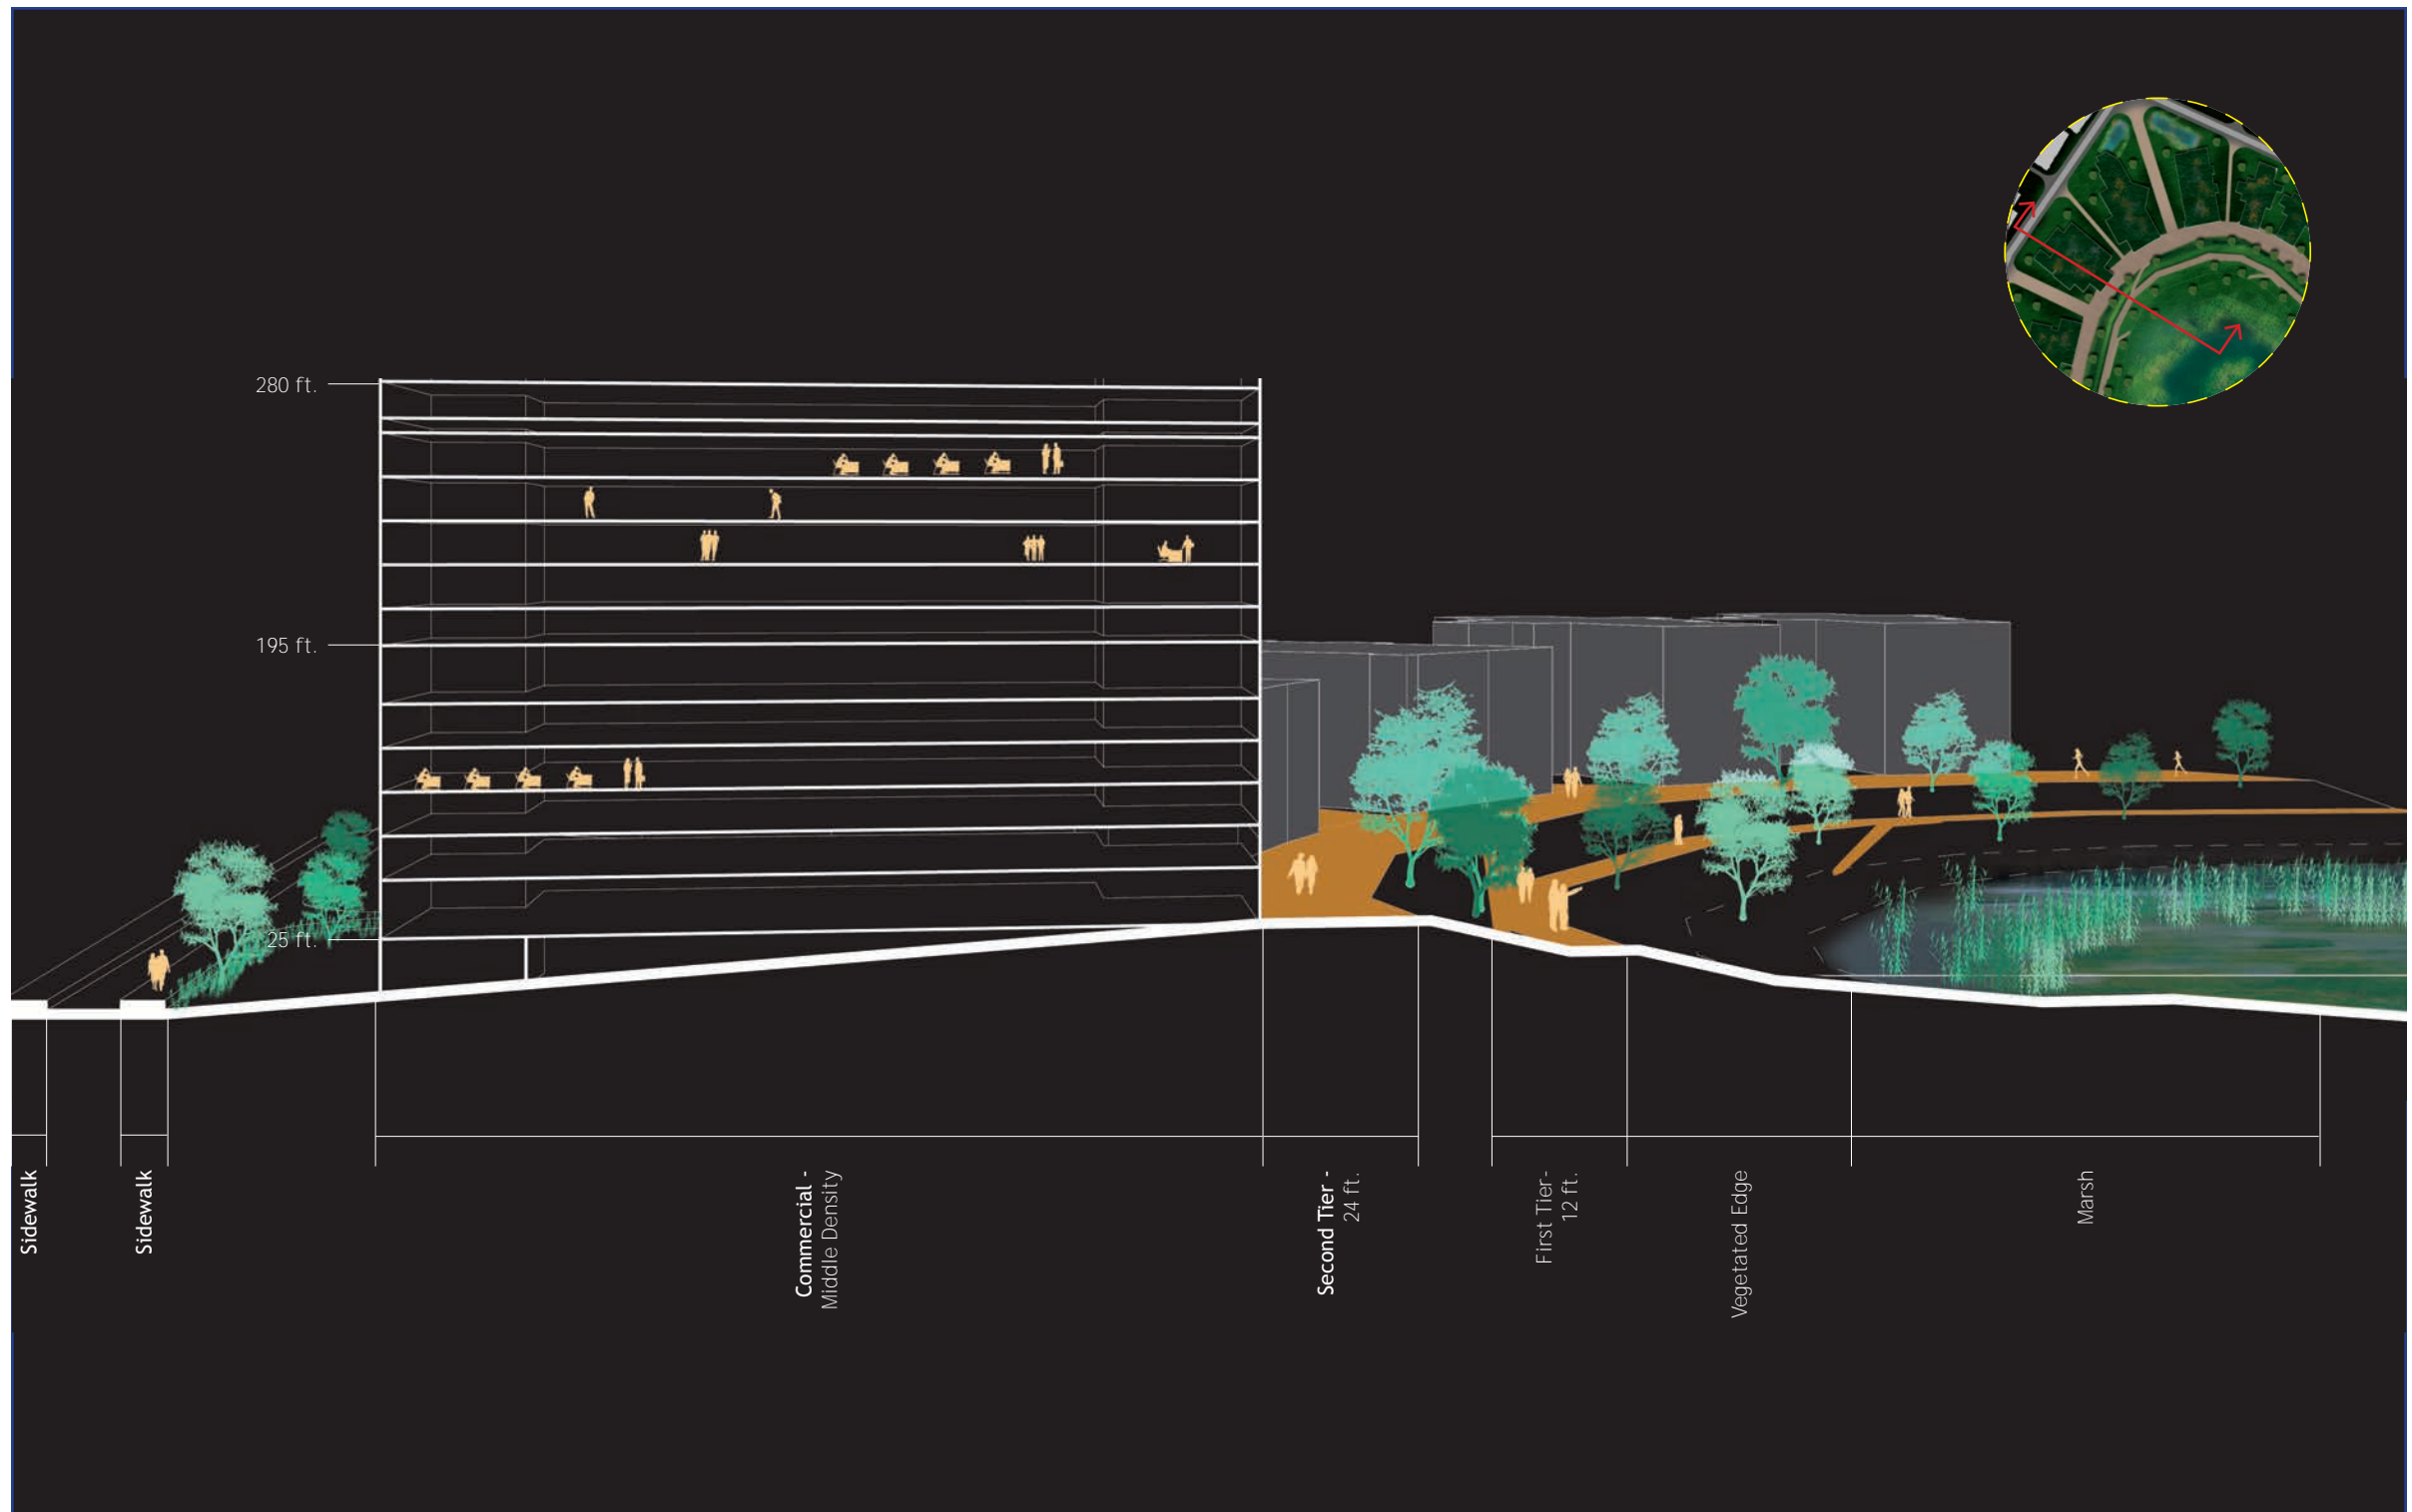 280 ft.
195 ft.
25 ft.
Sidewalk
Sidewalk
Commercial -
Middle Density
Second Tier -
24 ft.
First Tier-
12 ft.
Vegetated Edge
Marsh